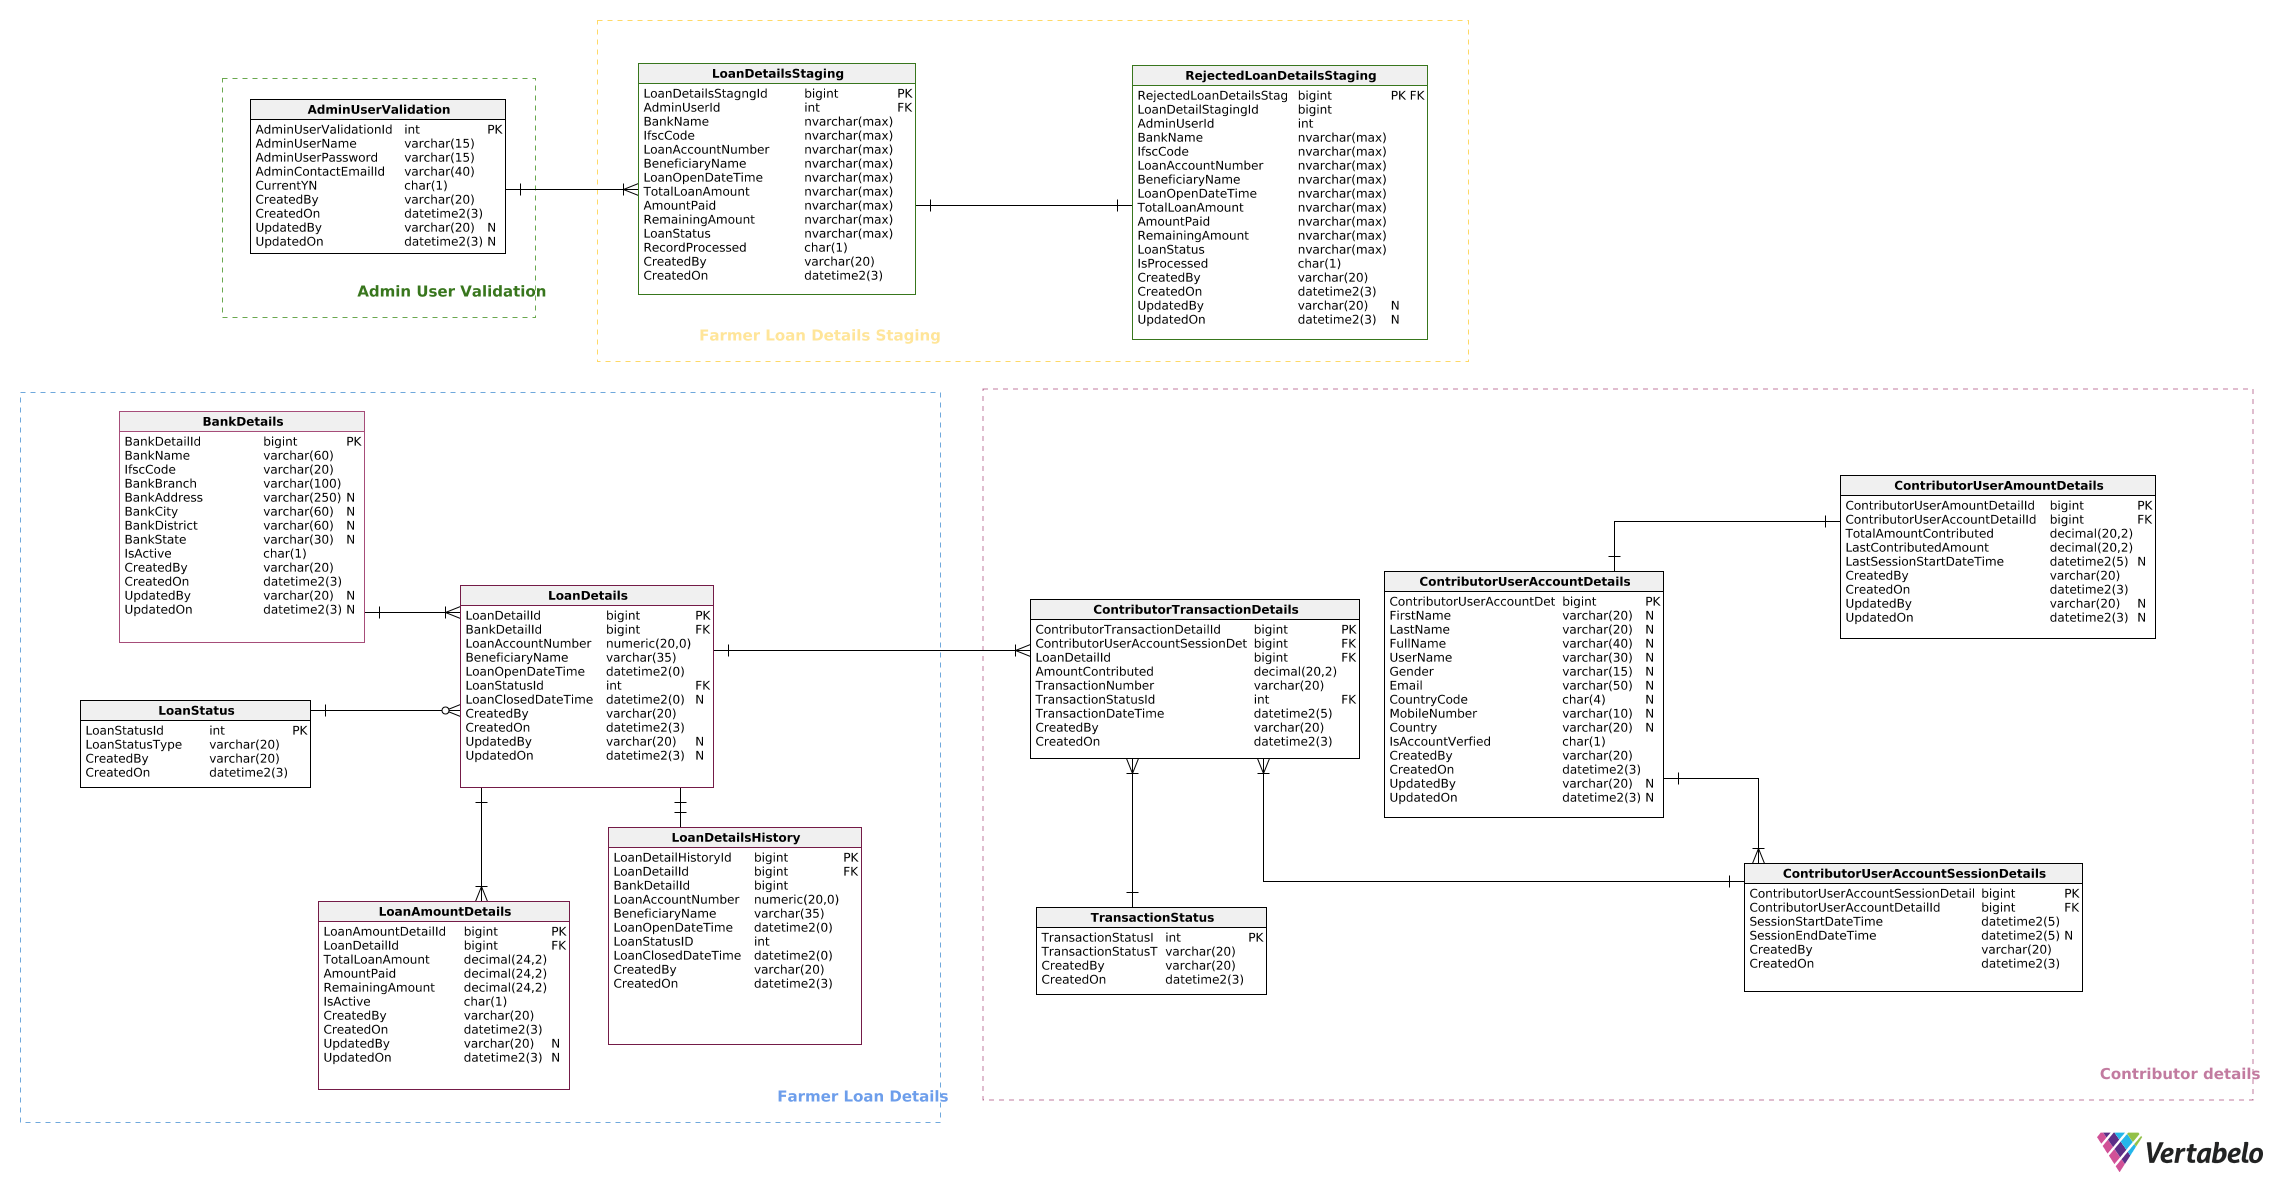 AdminUserValidation
AdminUserValidationId int PK
AdminUserName varchar(15)
AdminUserPassword varchar(15)
AdminContactEmailId varchar(40)
CurrentYN char(1)
CreatedBy varchar(20)
CreatedOn datetime2(3)
UpdatedBy varchar(20) N
UpdatedOn datetime2(3) N
Admin User Validation
LoanDetailsStaging
LoanDetailsStagngId bigint PK
AdminUserId int FK
BankName nvarchar(max)
IfscCode nvarchar(max)
LoanAccountNumber nvarchar(max)
BeneficiaryName nvarchar(max)
LoanOpenDateTime nvarchar(max)
TotalLoanAmount nvarchar(max)
AmountPaid nvarchar(max)
RemainingAmount nvarchar(max)
LoanStatus nvarchar(max)
RecordProcessed char(1)
CreatedBy varchar(20)
CreatedOn datetime2(3)
RejectedLoanDetailsStaging
RejectedLoanDetailsStag bigint PK FK
LoanDetailStagingId bigint
AdminUserId int
BankName nvarchar(max)
IfscCode nvarchar(max)
LoanAccountNumber nvarchar(max)
BeneficiaryName nvarchar(max)
LoanOpenDateTime nvarchar(max)
TotalLoanAmount nvarchar(max)
AmountPaid nvarchar(max)
RemainingAmount nvarchar(max)
LoanStatus nvarchar(max)
IsProcessed char(1)
CreatedBy varchar(20)
CreatedOn datetime2(3)
UpdatedBy varchar(20) N
UpdatedOn datetime2(3) N
Farmer Loan Details Staging
BankDetails
BankDetailId bigint PK
BankName varchar(60)
IfscCode varchar(20)
BankBranch varchar(100)
BankAddress varchar(250) N
BankCity varchar(60) N
BankDistrict varchar(60) N
BankState varchar(30) N
IsActive char(1)
CreatedBy varchar(20)
CreatedOn datetime2(3)
UpdatedBy varchar(20) N
UpdatedOn datetime2(3) N
LoanDetails
LoanDetailId bigint PK
BankDetailId bigint FK
LoanAccountNumber numeric(20,0)
BeneficiaryName varchar(35)
LoanOpenDateTime datetime2(0)
LoanStatusId int FK
LoanClosedDateTime datetime2(0) N
CreatedBy varchar(20)
CreatedOn datetime2(3)
UpdatedBy varchar(20) N
UpdatedOn datetime2(3) N
LoanStatus
LoanStatusId int PK
LoanStatusType varchar(20)
CreatedBy varchar(20)
CreatedOn datetime2(3)
LoanDetailsHistory
LoanDetailHistoryId bigint PK
LoanDetailId bigint FK
BankDetailId bigint
LoanAccountNumber numeric(20,0)
BeneficiaryName varchar(35)
LoanOpenDateTime datetime2(0)
LoanStatusID int
LoanClosedDateTime datetime2(0)
CreatedBy varchar(20)
CreatedOn datetime2(3)
LoanAmountDetails
LoanAmountDetailId bigint PK
LoanDetailId bigint FK
TotalLoanAmount decimal(24,2)
AmountPaid decimal(24,2)
RemainingAmount decimal(24,2)
IsActive char(1)
CreatedBy varchar(20)
CreatedOn datetime2(3)
UpdatedBy varchar(20) N
UpdatedOn datetime2(3) N
Farmer Loan Details
ContributorTransactionDetails
ContributorTransactionDetailId bigint PK
ContributorUserAccountSessionDet bigint FK
LoanDetailId bigint FK
AmountContributed decimal(20,2)
TransactionNumber varchar(20)
TransactionStatusId int FK
TransactionDateTime datetime2(5)
CreatedBy varchar(20)
CreatedOn datetime2(3)
ContributorUserAccountDetails
ContributorUserAccountDet bigint PK
FirstName varchar(20) N
LastName varchar(20) N
FullName varchar(40) N
UserName varchar(30) N
Gender varchar(15) N
Email varchar(50) N
CountryCode char(4) N
MobileNumber varchar(10) N
Country varchar(20) N
IsAccountVerfied char(1)
CreatedBy varchar(20)
CreatedOn datetime2(3)
UpdatedBy varchar(20) N
UpdatedOn datetime2(3) N
ContributorUserAmountDetails
ContributorUserAmountDetailId bigint PK
ContributorUserAccountDetailId bigint FK
TotalAmountContributed decimal(20,2)
LastContributedAmount decimal(20,2)
LastSessionStartDateTime datetime2(5) N
CreatedBy varchar(20)
CreatedOn datetime2(3)
UpdatedBy varchar(20) N
UpdatedOn datetime2(3) N
TransactionStatus
TransactionStatusI int PK
TransactionStatusT varchar(20)
CreatedBy varchar(20)
CreatedOn datetime2(3)
ContributorUserAccountSessionDetails
ContributorUserAccountSessionDetail bigint PK
ContributorUserAccountDetailId bigint FK
SessionStartDateTime datetime2(5)
SessionEndDateTime datetime2(5) N
CreatedBy varchar(20)
CreatedOn datetime2(3)
Contributor details
Vertabelo